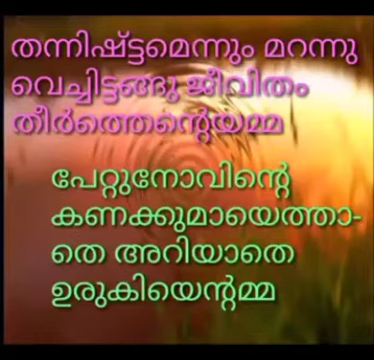 തന്നിഷ്ട്ടമെന്നും മറന്നു
വെച്ചിട്ടങ്ങു ജീവിതം
തീർത്തെന്റെയമ്മ
പേറ്റുനോവിന്റെ
കണക്കുമായെത്താ-
തെ അറിയാതെ
ഉരുകിയെന്റമ്മ